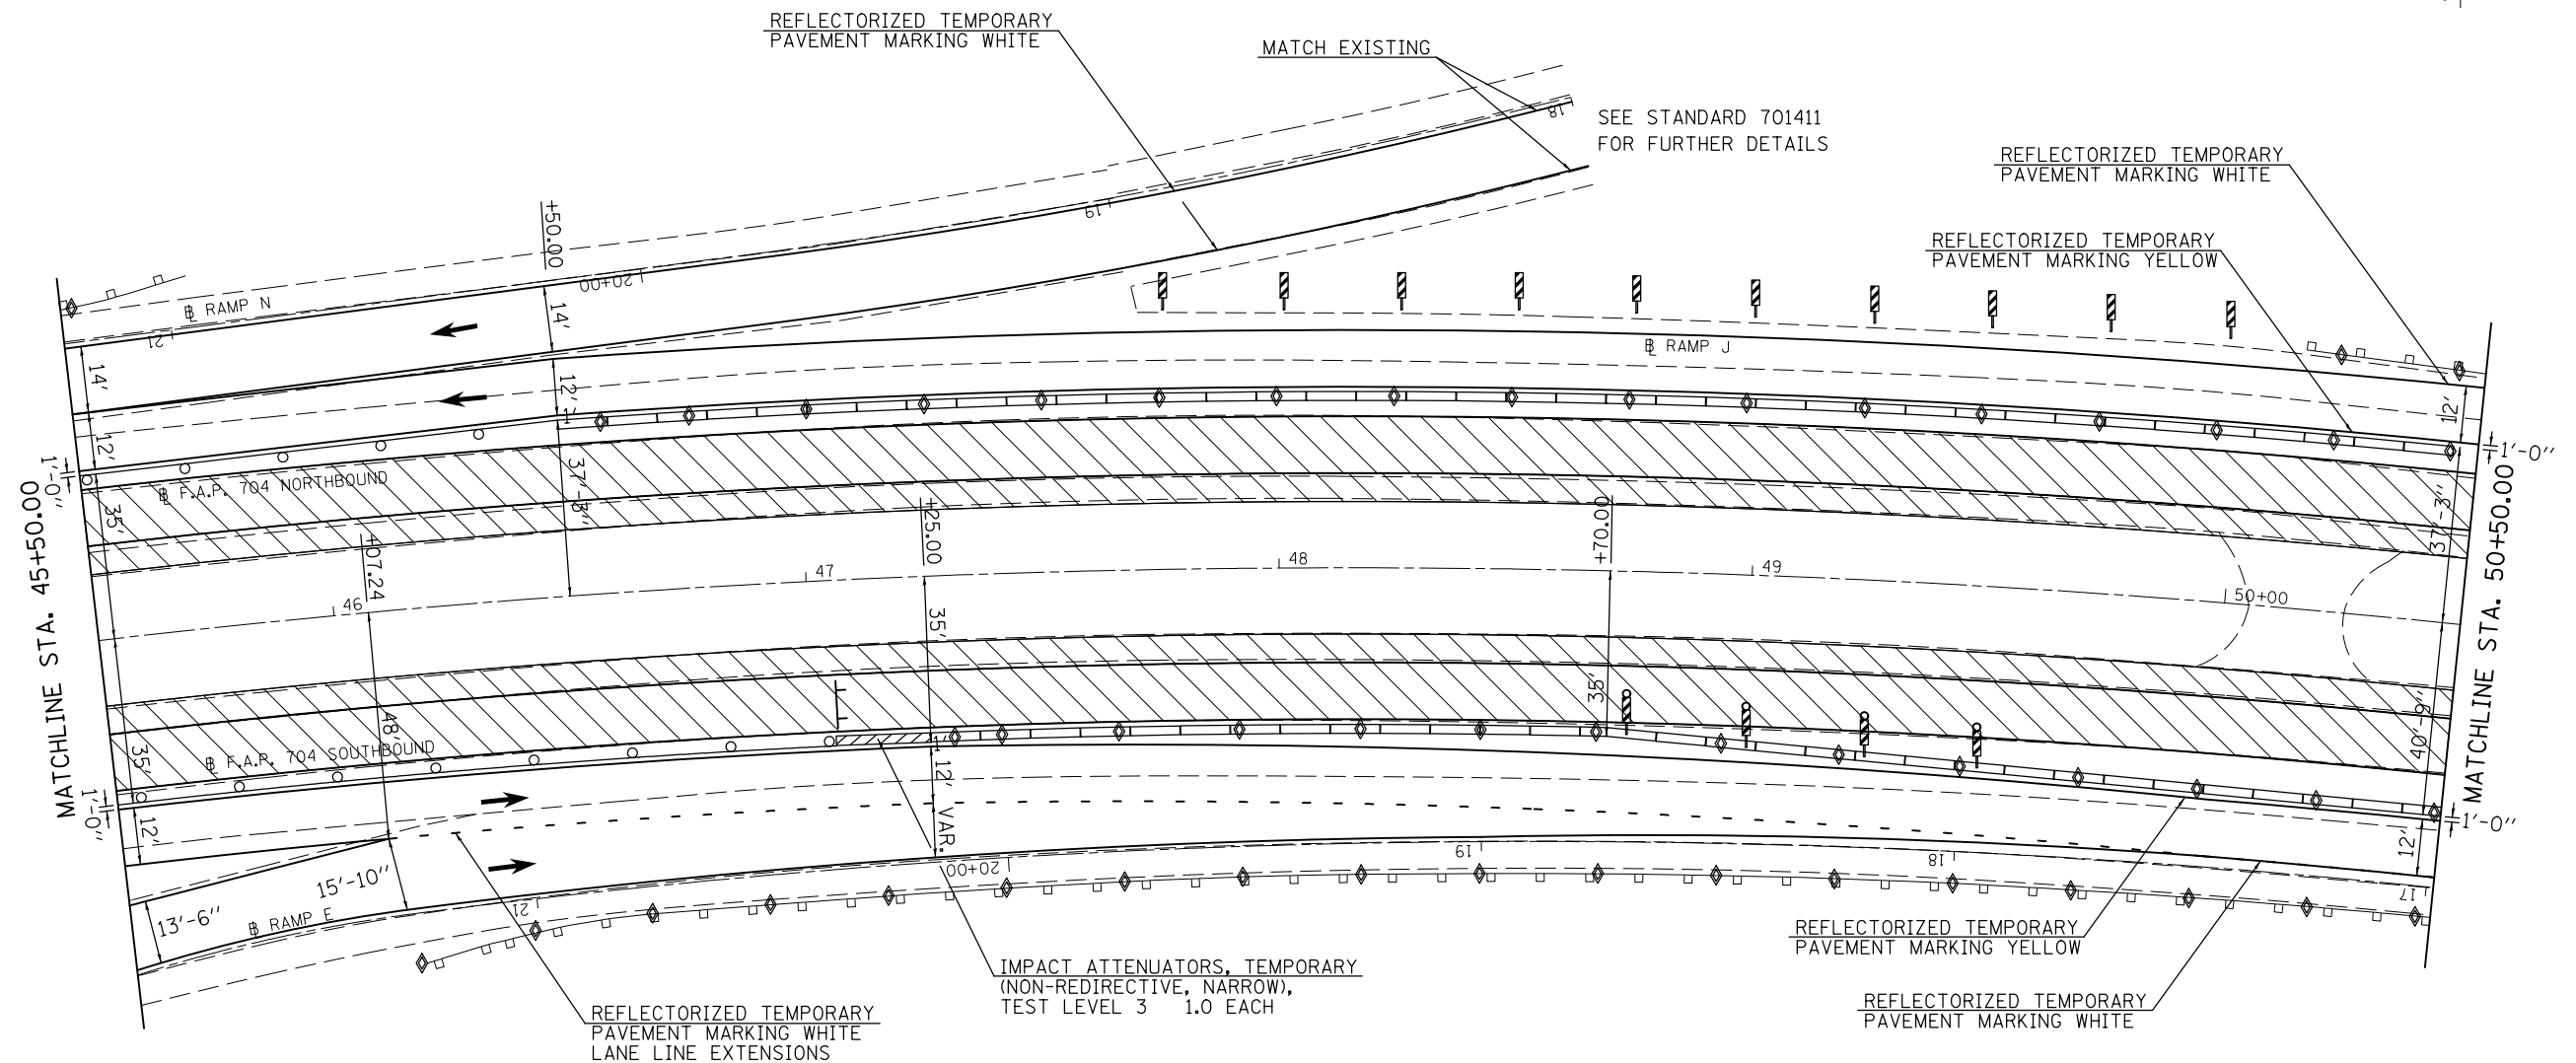 REFLECTORIZED TEMPORARY
PAVEMENT MARKING WHITE
MATCH EXISTING
18
SEE STANDARD 701411
FOR FURTHER DETAILS
REFLECTORIZED TEMPORARY
PAVEMENT MARKING WHITE
REFLECTORIZED TEMPORARY
PAVEMENT MARKING YELLOW
+50.00
19
20+00
RAMP N
21
14'
14'
RAMP J
12'
12'
1'
12'
1'-0''
1'-0''
F.A.P. 704 NORTHBOUND
37'-3''
35'
37'-3''
MATCHLINE STA. 45+50.00
MATCHLINE STA. 50+50.00
+07.24
+25.00
+70.00
46
47
48
49
50+00
35'
35'
48'
35'
40'-9''
F.A.P. 704 SOUTHBOUND
1'-0''
12'
1'
12'
VAR.
1'-0''
12'
15'-10''
13'-6''
RAMP E
21
20+00
19
18
17
REFLECTORIZED TEMPORARY
PAVEMENT MARKING YELLOW
IMPACT ATTENUATORS, TEMPORARY
(NON-REDIRECTIVE, NARROW),
TEST LEVEL 3 1.0 EACH
REFLECTORIZED TEMPORARY
PAVEMENT MARKING WHITE
REFLECTORIZED TEMPORARY
PAVEMENT MARKING WHITE
LANE LINE EXTENSIONS